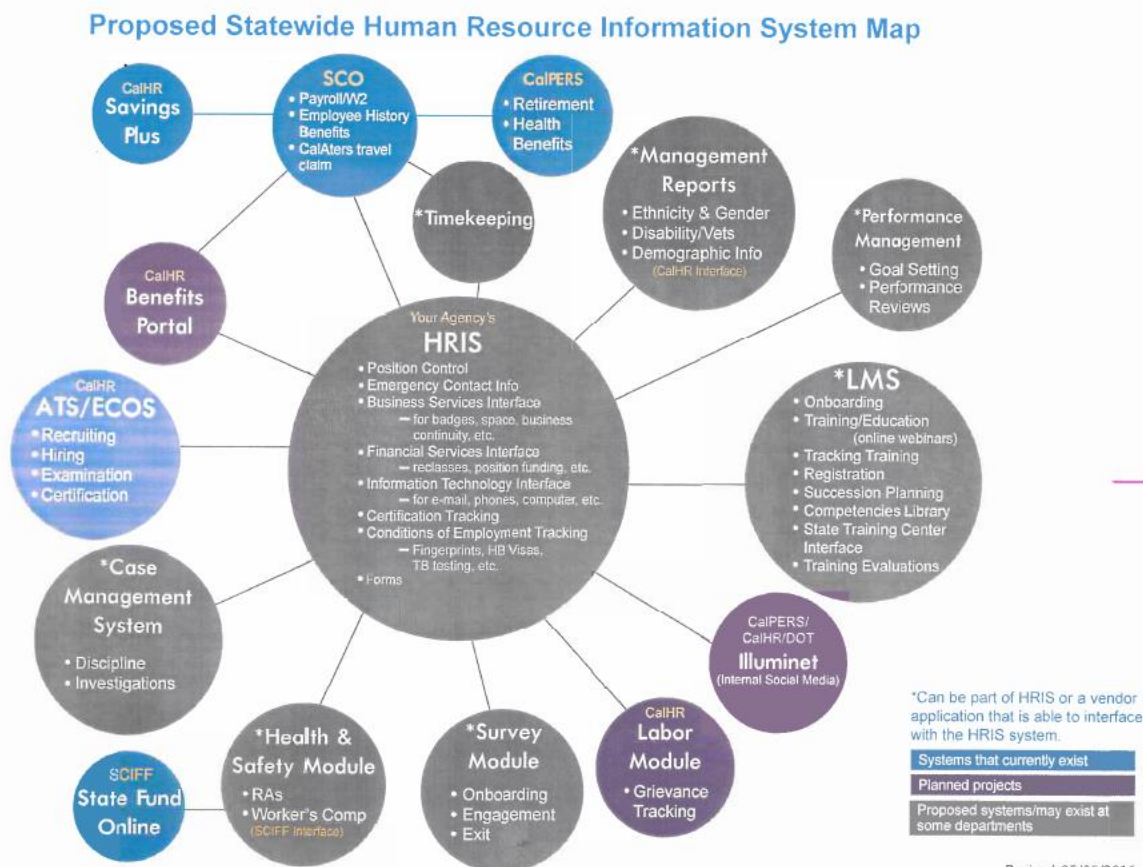 Proposed Statewide Human Resource Information System Map
CalHR
Savings
Plus
SCO
• Payroll/W2
• Employee History
Benefits
• CalAters travel
claim
CalPERS
• Retirement
• Health
Benefits
*Timekeeping
*Management
Reports
• Ethnicity & Gender
• Disability/Vets
• Demographic Info
(CalHR Interface)
*Performance
Management
• Goal Setting
• Performance
Reviews
CalHR
Benefits
Portal
Your Agency's
HRIS
• Position Control
• Emergency Contact Info
• Business Services Interface
– for badges, space, business
continuity, etc.
• Financial Services Interface
– reclasses, position funding, etc.
• Information Technology Interface
– for e-mail, phones, computer, etc.
• Certification Tracking
• Conditions of Employment Tracking
– Fingerprints, HB Visas,
TB testing, etc.
• Forms
CalHR
ATS/ECOS
• Recruiting
• Hiring
• Examination
• Certification
*LMS
• Onboarding
• Training/Education
(online webinars)
• Tracking Training
• Registration
• Succession Planning
• Competencies Library
• State Training Center
Interface
• Training Evaluations
*Case
Management
System
• Discipline
• Investigations
CalPERS/
CalHR/DOT
Illuminet
(Internal Social Media)
SCIFF
State Fund
Online
*Health &
Safety Module
• RAs
• Worker's Comp
(SCIFF Interface)
*Survey
Module
• Onboarding
• Engagement
• Exit
CalHR
Labor
Module
• Grievance
Tracking
*Can be part of HRIS or a vendor
application that is able to interface
with the HRIS system.
Systems that currently exist
Planned projects
Proposed systems/may exist at
some departments